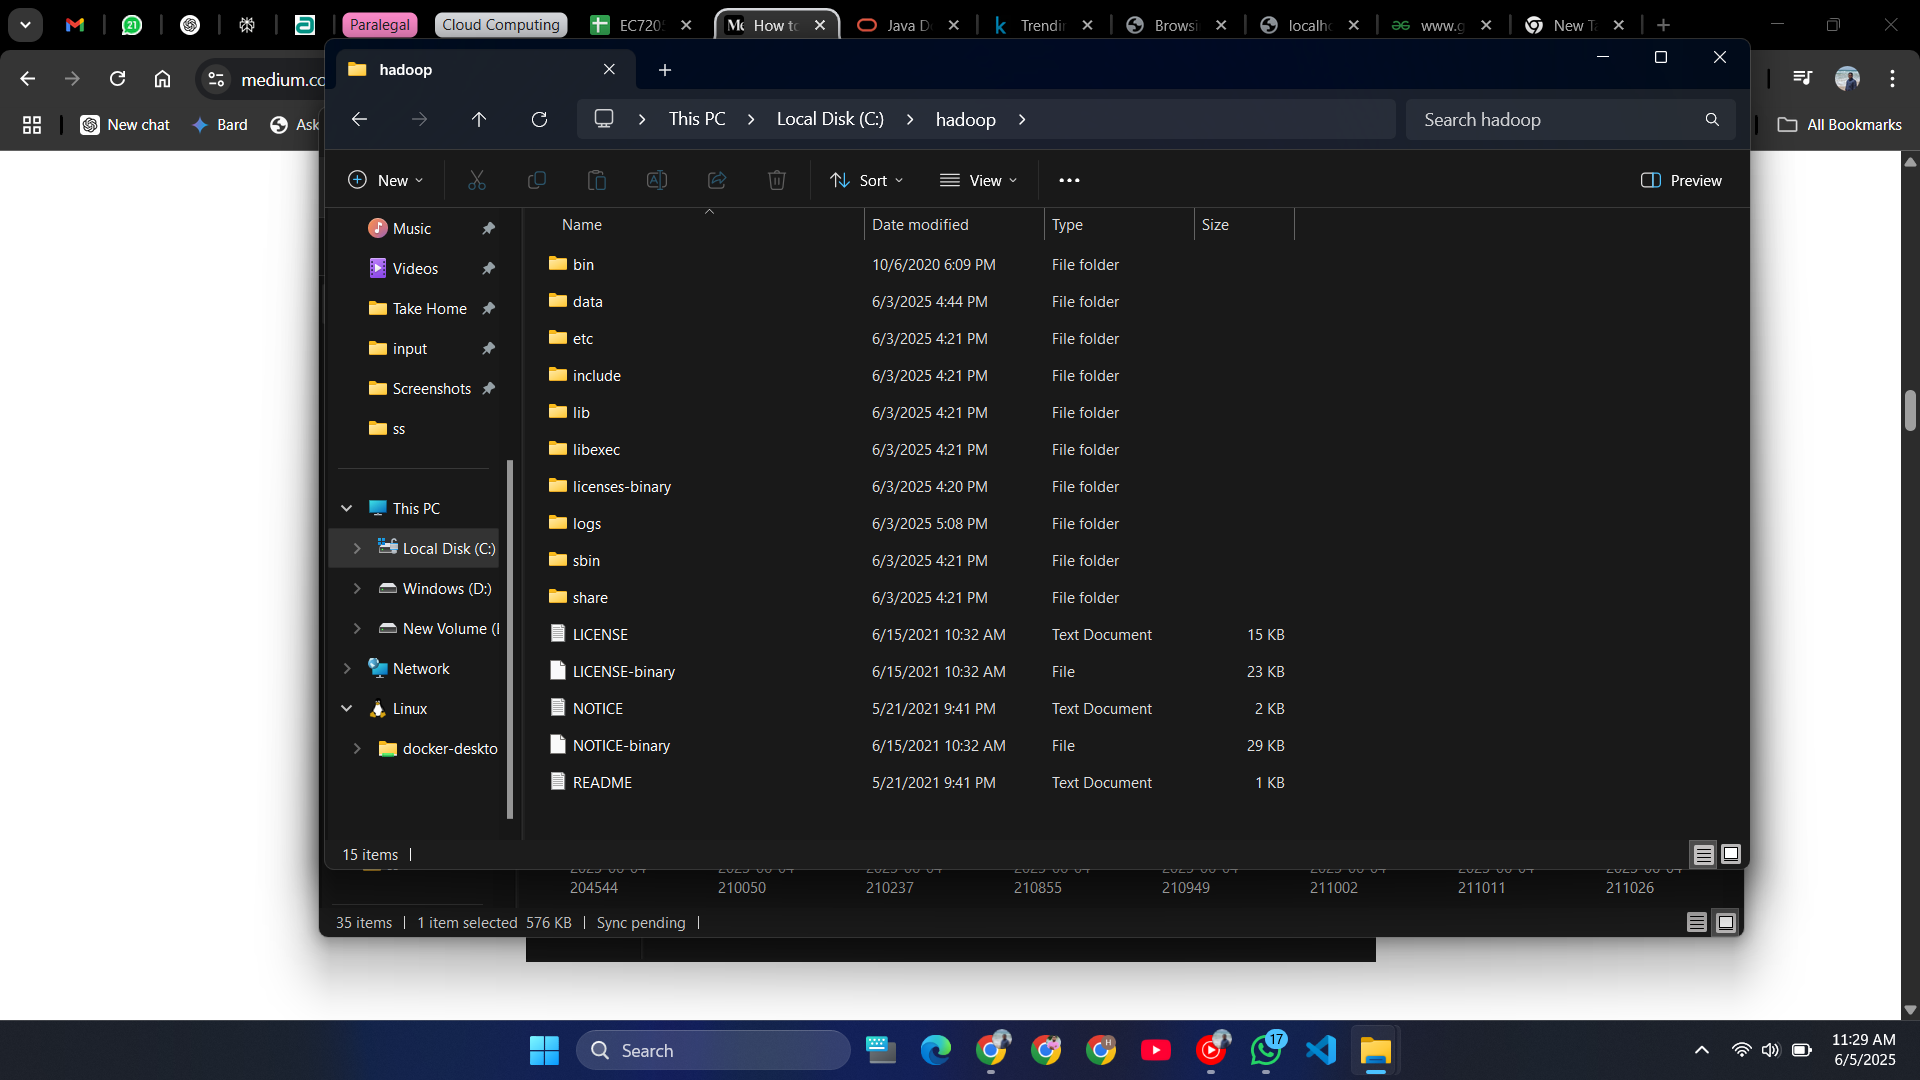 21
Paralegal
Cloud Computing
EC720
How to
Java D
Trendi
Browsi
localh
www.g
New Ta
medium.co
New chat
Bard
Ask
All Bookmarks
hadoop
This PC
Local Disk (C:)
hadoop
Search hadoop
New
Sort
View
Preview
Name
Date modified
Type
Size
Music
Videos
Take Home
input
Screenshots
ss
This PC
Local Disk (C:)
Windows (D:)
New Volume (
Network
Linux
docker-deskto
bin 10/6/2020 6:09 PM File folder
data 6/3/2025 4:44 PM File folder
etc 6/3/2025 4:21 PM File folder
include 6/3/2025 4:21 PM File folder
lib 6/3/2025 4:21 PM File folder
libexec 6/3/2025 4:21 PM File folder
licenses-binary 6/3/2025 4:20 PM File folder
logs 6/3/2025 5:08 PM File folder
sbin 6/3/2025 4:21 PM File folder
share 6/3/2025 4:21 PM File folder
LICENSE 6/15/2021 10:32 AM Text Document 15 KB
LICENSE-binary 6/15/2021 10:32 AM File 23 KB
NOTICE 5/21/2021 9:41 PM Text Document 2 KB
NOTICE-binary 6/15/2021 10:32 AM File 29 KB
README 5/21/2021 9:41 PM Text Document 1 KB
15 items
204544 210050 210237 210855 210949 211002 211011 211026
35 items 1 item selected 576 KB Sync pending
Search
H
17
11:29 AM
6/5/2025